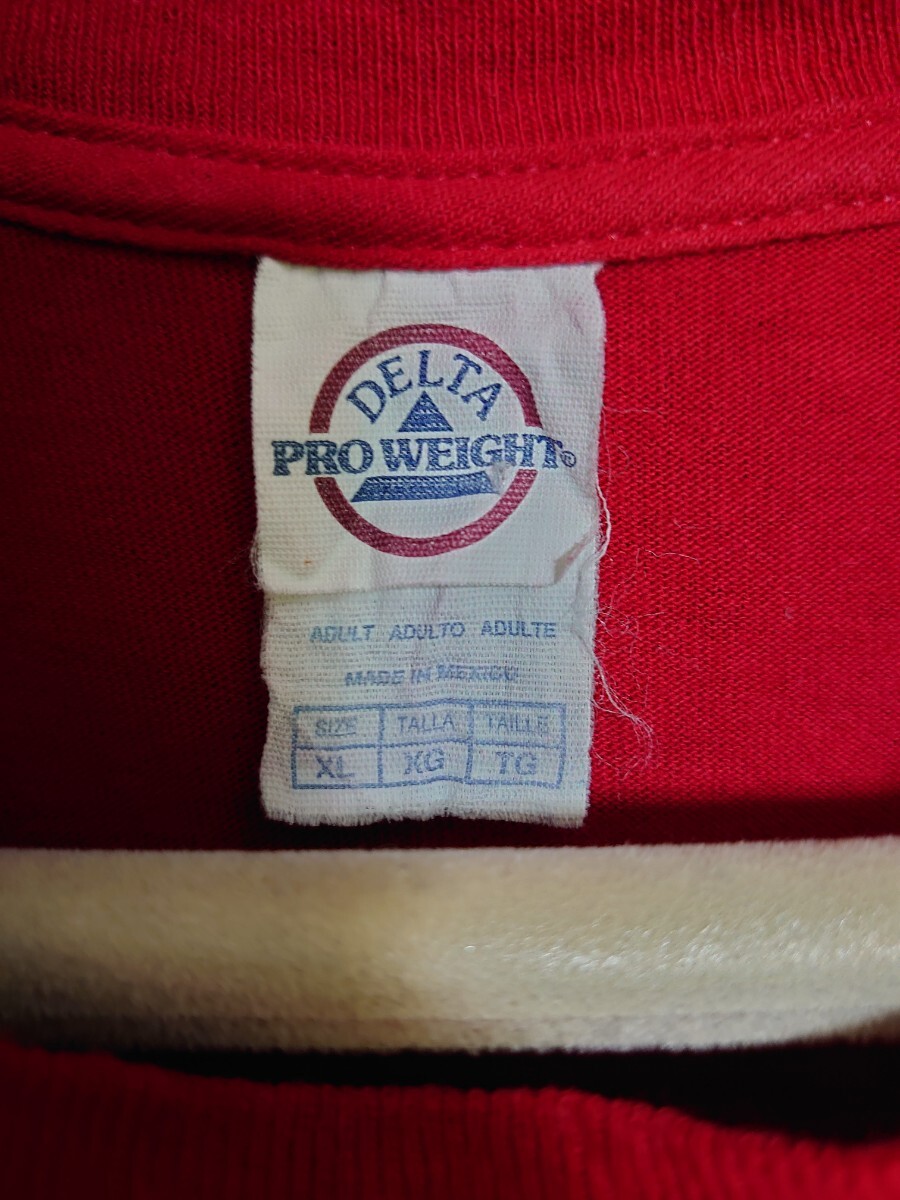 DELTA
PRO WEIGHT®
ADULT ADULTO ADULTE
MADE IN MEXICO
SIZE TALLA TAILLE
XL XG TG